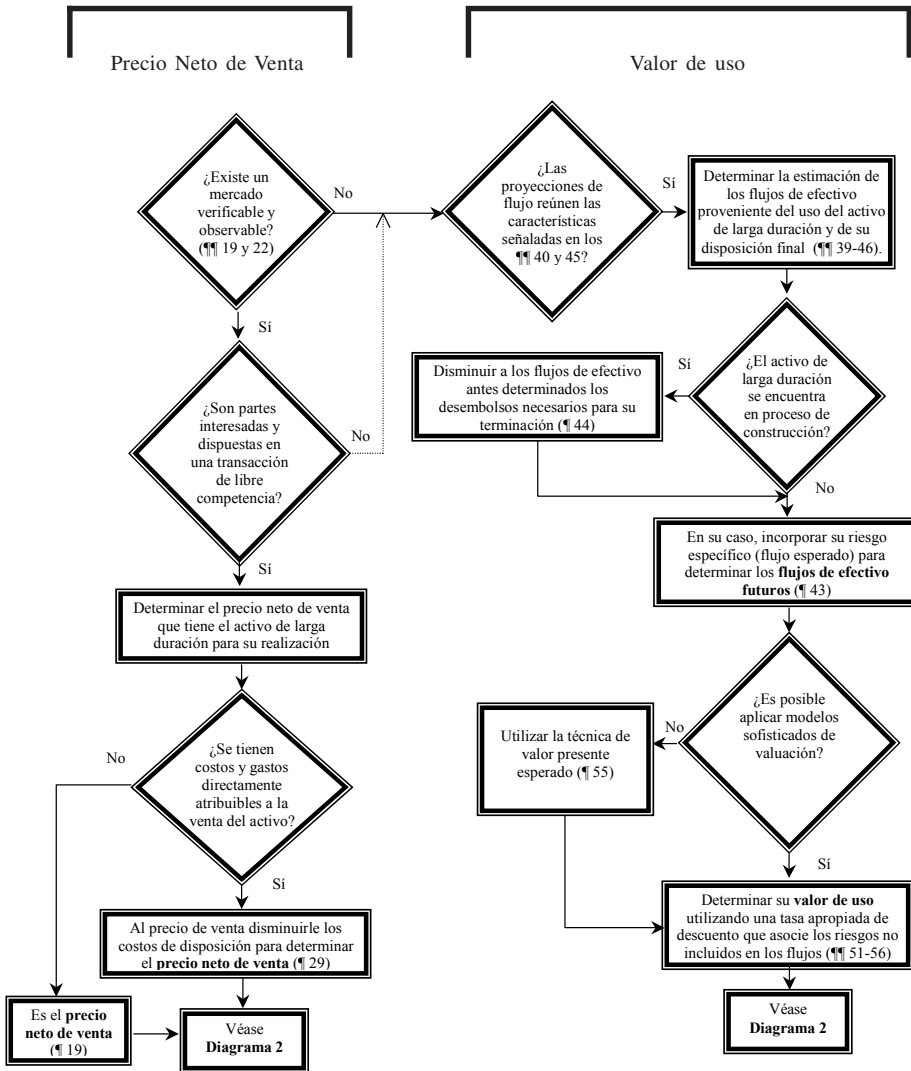 Precio Neto de Venta
¿Existe un
mercado
verificable y
observable?
(¶¶ 19 y 22)
No
Sí
¿Son partes
interesadas y
dispuestas en
una transacción
de libre
competencia?
No
Sí
Determinar el precio neto de venta
que tiene el activo de larga
duración para su realización
¿Se tienen
costos y gastos
directamente
atribuibles a la
venta del activo?
No
Sí
Al precio de venta disminuirle los
costos de disposición para determinar
el precio neto de venta (¶ 29)
Es el precio
neto de venta
(¶ 19)
Véase
Diagrama 2
Valor de uso
¿Las
proyecciones de
flujo reúnen las
características
señaladas en los
¶¶ 40 y 45?
Sí
Determinar la estimación de
los flujos de efectivo
proveniente del uso del activo
de larga duración y de su
disposición final (¶¶ 39-46).
¿El activo de
larga duración
se encuentra
en proceso de
construcción?
Sí
Disminuir a los flujos de efectivo
antes determinados los
desembolsos necesarios para su
terminación (¶ 44)
No
En su caso, incorporar su riesgo
específico (flujo esperado) para
determinar los flujos de efectivo
futuros (¶ 43)
¿Es posible
aplicar modelos
sofisticados de
valuación?
No
Utilizar la técnica de
valor presente
esperado (¶ 55)
Sí
Determinar su valor de uso
utilizando una tasa apropiada de
descuento que asocie los riesgos no
incluidos en los flujos (¶¶ 51-56)
Véase
Diagrama 2